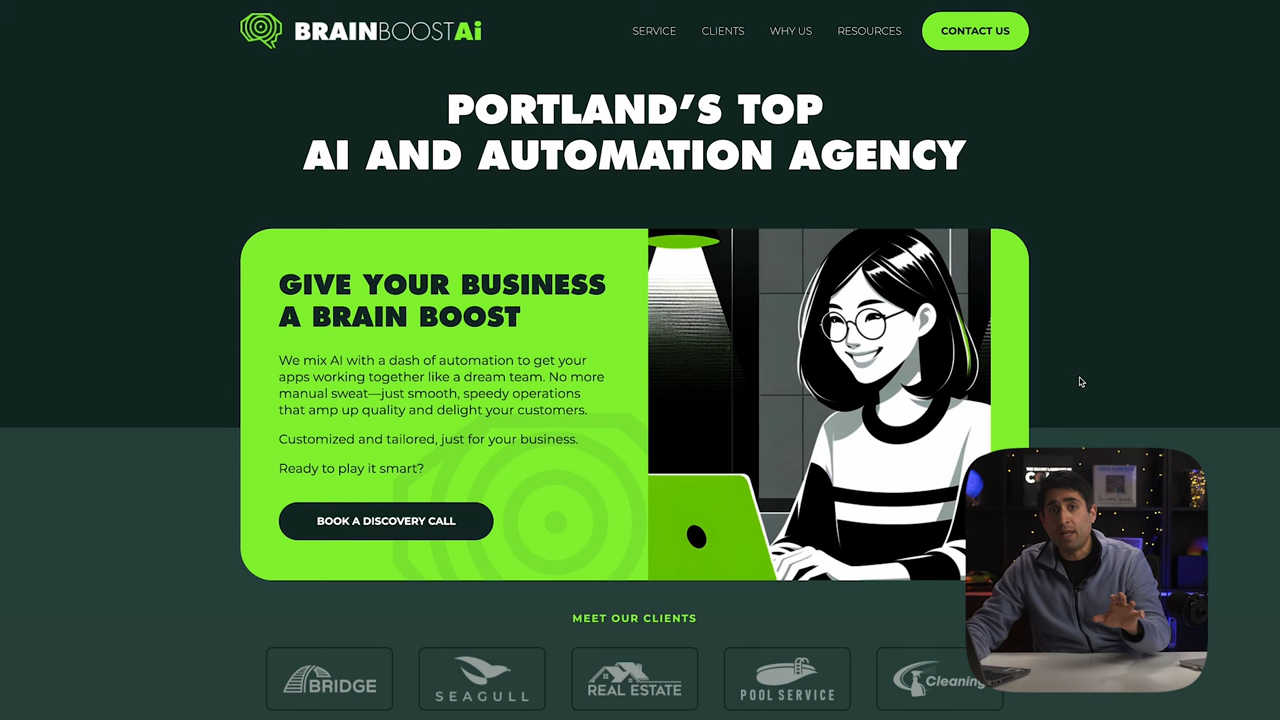 BRAINBOOSTAi
SERVICE
CLIENTS
WHY US
RESOURCES
CONTACT US
PORTLAND’S TOP
AI AND AUTOMATION AGENCY
GIVE YOUR BUSINESS
A BRAIN BOOST
We mix AI with a dash of automation to get your
apps working together like a dream team. No more
manual sweat—just smooth, speedy operations
that amp up quality and delight your customers.
Customized and tailored, just for your business.
Ready to play it smart?
BOOK A DISCOVERY CALL
MEET OUR CLIENTS
BRIDGE
SEAGULL
REAL ESTATE
POOL SERVICE
Cleaning